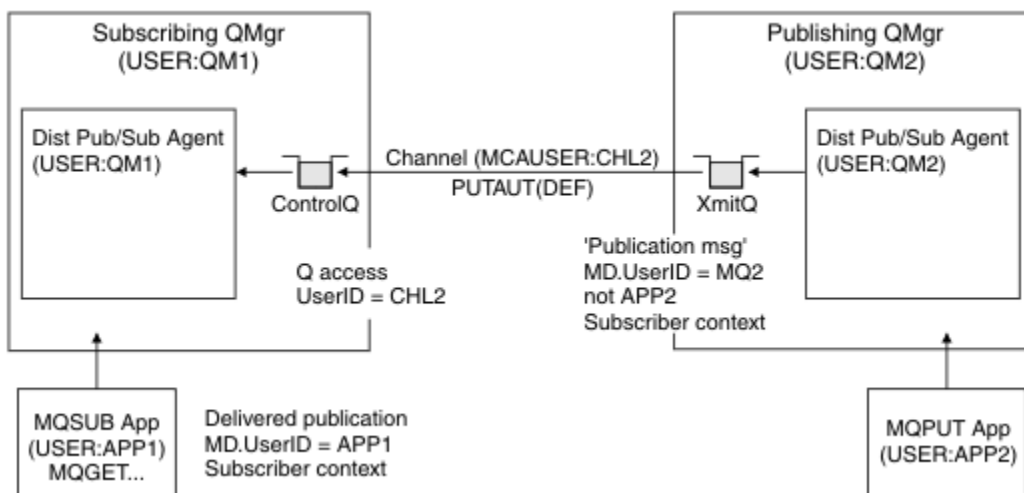 Subscribing QMgr
(USER:QM1)
Publishing QMgr
(USER:QM2)
Dist Pub/Sub Agent
(USER:QM1)
Channel (MCAUSER:CHL2)
PUTAUT(DEF)
Dist Pub/Sub Agent
(USER:QM2)
ControlQ
XmitQ
Q access
UserID = CHL2
'Publication msg'
MD.UserID = MQ2
not APP2
Subscriber context
MQSUB App
(USER:APP1)
MQGET...
Delivered publication
MD.UserID = APP1
Subscriber context
MQPUT App
(USER:APP2)